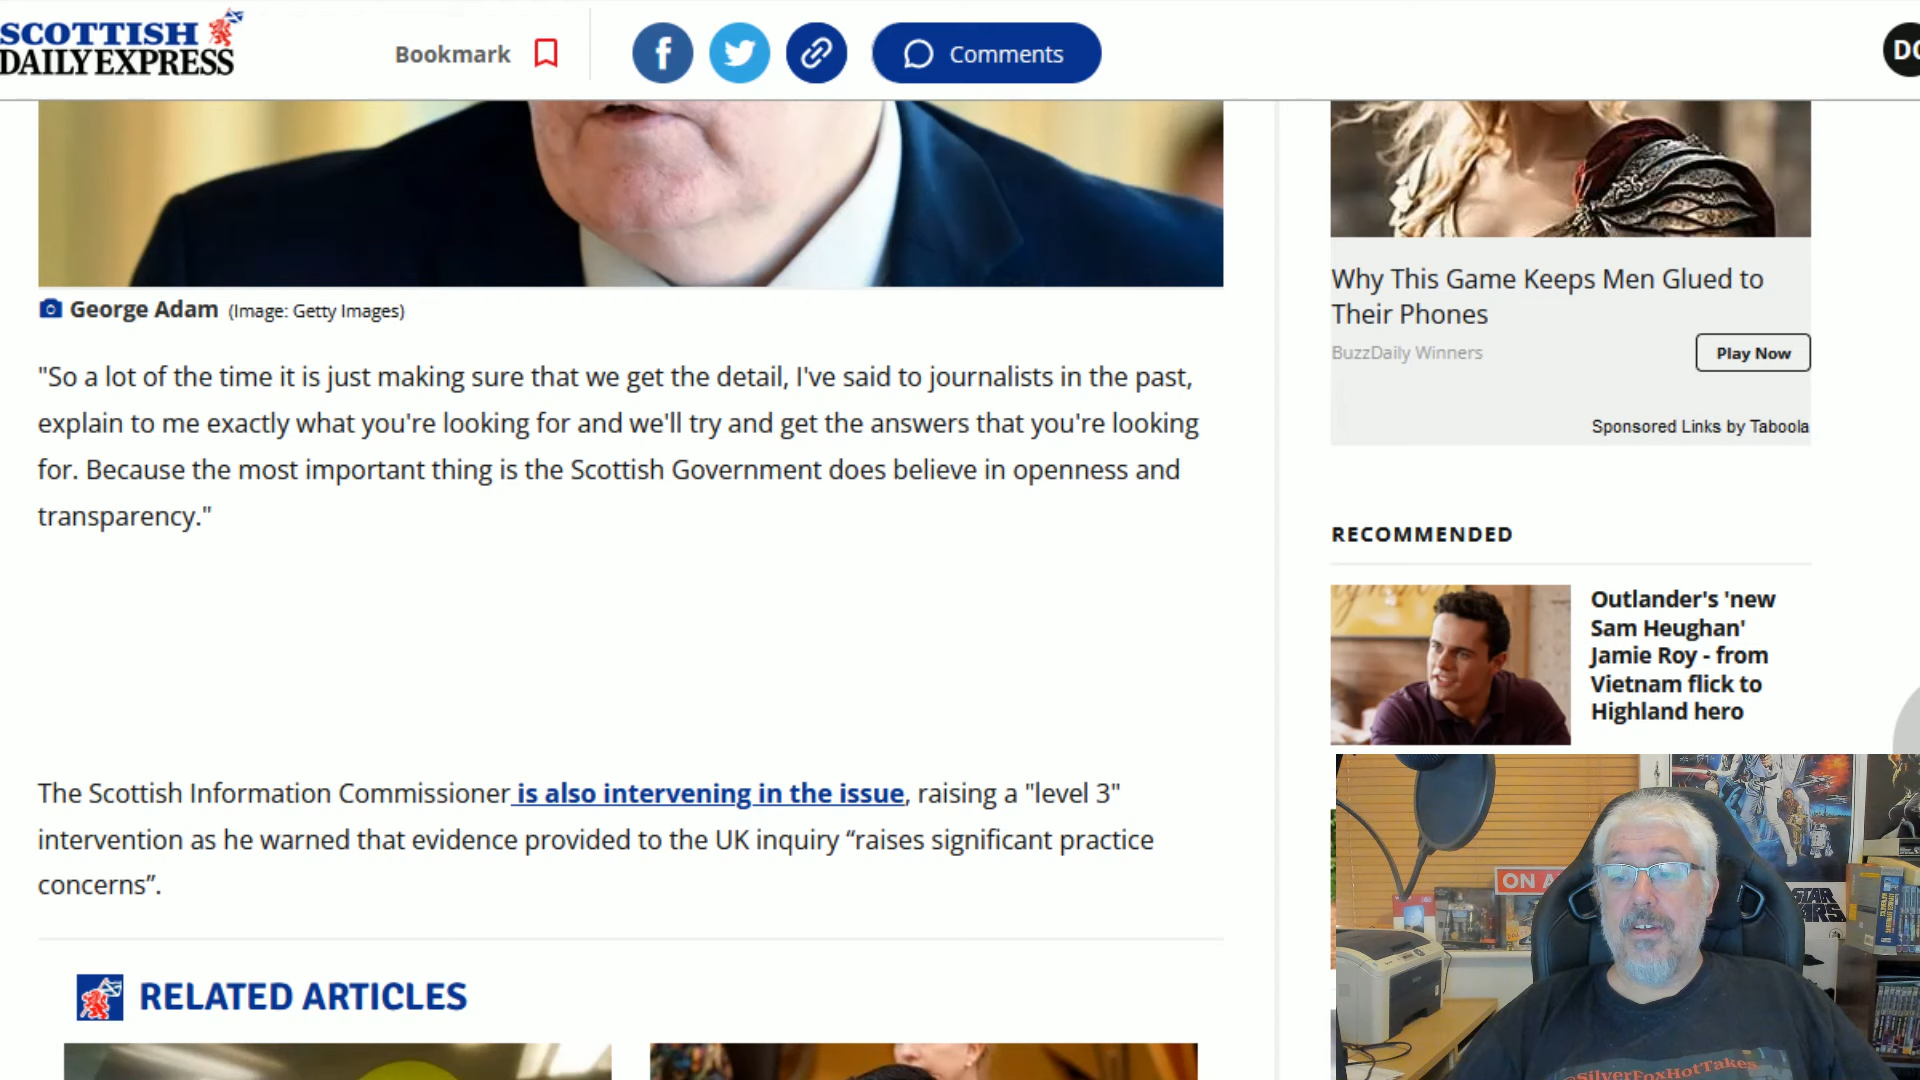 SCOTTISH
DAILY EXPRESS
Bookmark
f
Comments
DC
George Adam (Image: Getty Images)
"So a lot of the time it is just making sure that we get the detail, I've said to journalists in the past,
explain to me exactly what you're looking for and we'll try and get the answers that you're looking
for. Because the most important thing is the Scottish Government does believe in openness and
transparency."
The Scottish Information Commissioner is also intervening in the issue, raising a "level 3"
intervention as he warned that evidence provided to the UK inquiry “raises significant practice
concerns”.
RELATED ARTICLES
Why This Game Keeps Men Glued to
Their Phones
BuzzDaily Winners
Play Now
Sponsored Links by Taboola
RECOMMENDED
Outlander's 'new
Sam Heughan'
Jamie Roy - from
Vietnam flick to
Highland hero
ON A
STAR
WARS
@SilverFoxHotTakes